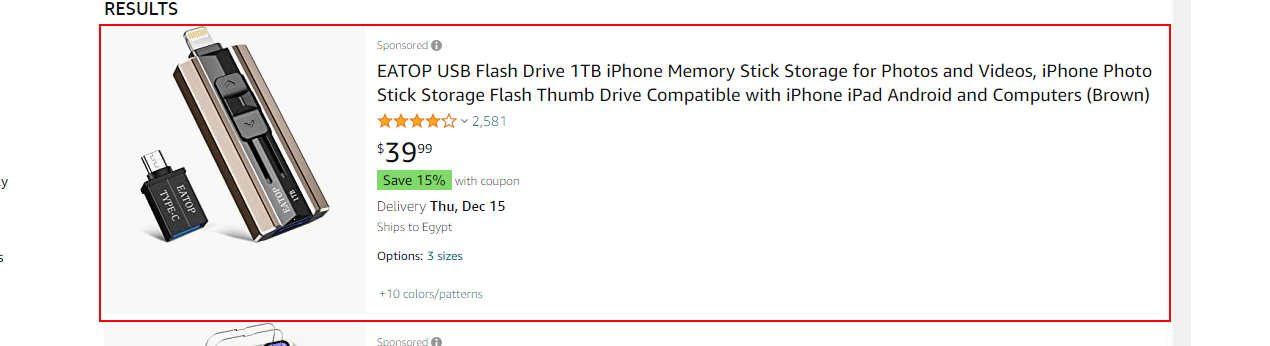 RESULTS
Sponsored
EATOP USB Flash Drive 1TB iPhone Memory Stick Storage for Photos and Videos, iPhone Photo
Stick Storage Flash Thumb Drive Compatible with iPhone iPad Android and Computers (Brown)
2,581
$39.99
Save 15% with coupon
Delivery Thu, Dec 15
Ships to Egypt
Options: 3 sizes
+10 colors/patterns
EATOP
TYPE-C
EATOP
1TB
Sponsored